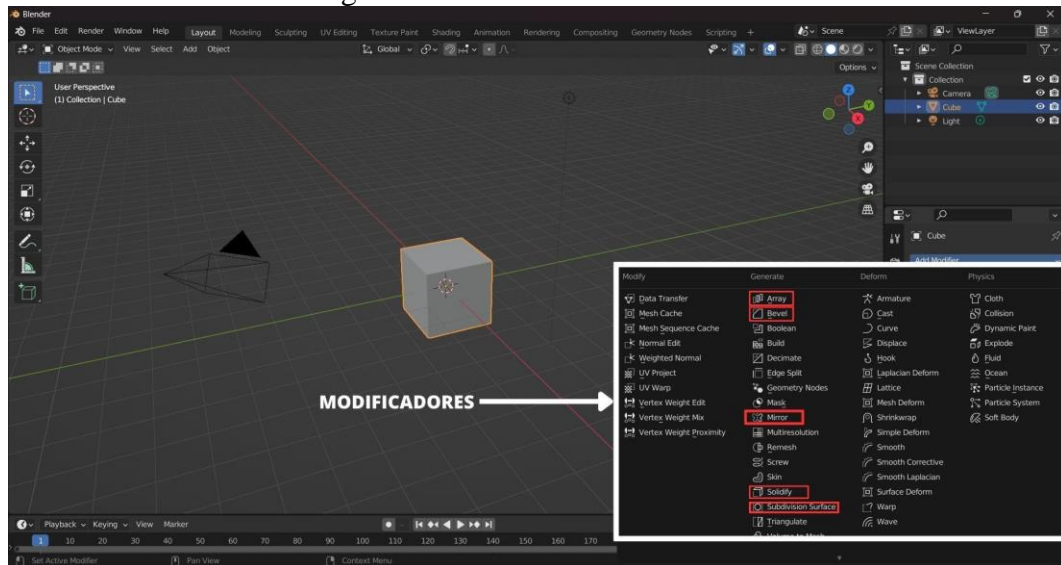 Blender
File Edit Render Window Help Layout Modeling Sculpting UV Editing Texture Paint Shading Animation Rendering Compositing Geometry Nodes Scripting + Scene ViewLayer
Object Mode View Select Add Object Global
Options
User Perspective
(1) Collection | Cube
Scene Collection
Collection
Camera
Cube
Light
Z
Y
X
Cube
Add Modifier
MODIFICADORES
Modify
Data Transfer
Mesh Cache
Mesh Sequence Cache
Normal Edit
Weighted Normal
UV Project
UV Warp
Vertex Weight Edit
Vertex Weight Mix
Vertex Weight Proximity
Generate
Array
Bevel
Boolean
Build
Decimate
Edge Split
Geometry Nodes
Mask
Mirror
Multiresolution
Remesh
Screw
Skin
Solidify
Subdivision Surface
Triangulate
Volume to Mesh
Deform
Armature
Cast
Curve
Displace
Hook
Laplacian Deform
Lattice
Mesh Deform
Shrinkwrap
Simple Deform
Smooth
Smooth Corrective
Smooth Laplacian
Surface Deform
Warp
Wave
Physics
Cloth
Collision
Dynamic Paint
Explode
Fluid
Ocean
Particle Instance
Particle System
Soft Body
Playback Keying View Marker
1 10 20 30 40 50 60 70 80 90 100 110 120 130 140 150 160 170
Set Active Modifier Pan View Context Menu